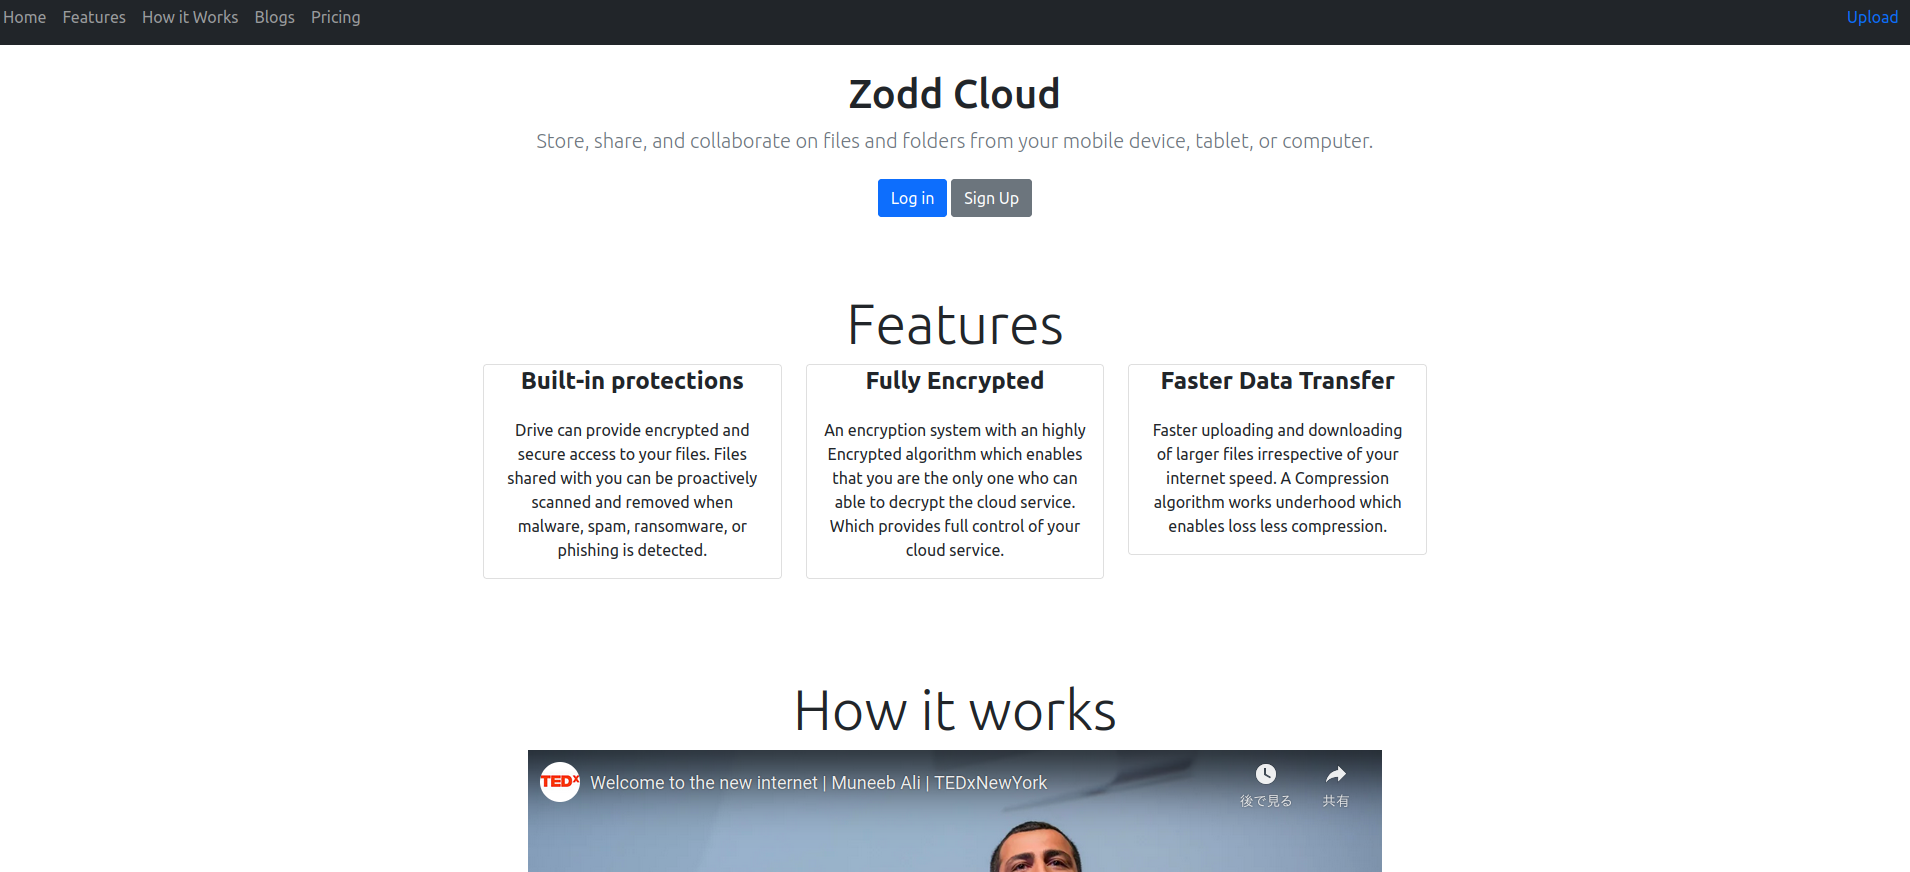 Home Features How it Works Blogs Pricing Upload
Zodd Cloud
Store, share, and collaborate on files and folders from your mobile device, tablet, or computer.
Log in Sign Up
Features
Built-in protections
Drive can provide encrypted and
secure access to your files. Files
shared with you can be proactively
scanned and removed when
malware, spam, ransomware, or
phishing is detected.
Fully Encrypted
An encryption system with an highly
Encrypted algorithm which enables
that you are the only one who can
able to decrypt the cloud service.
Which provides full control of your
cloud service.
Faster Data Transfer
Faster uploading and downloading
of larger files irrespective of your
internet speed. A Compression
algorithm works underhood which
enables loss less compression.
How it works
TEDx
Welcome to the new internet | Muneeb Ali | TEDxNewYork
後で見る 共有